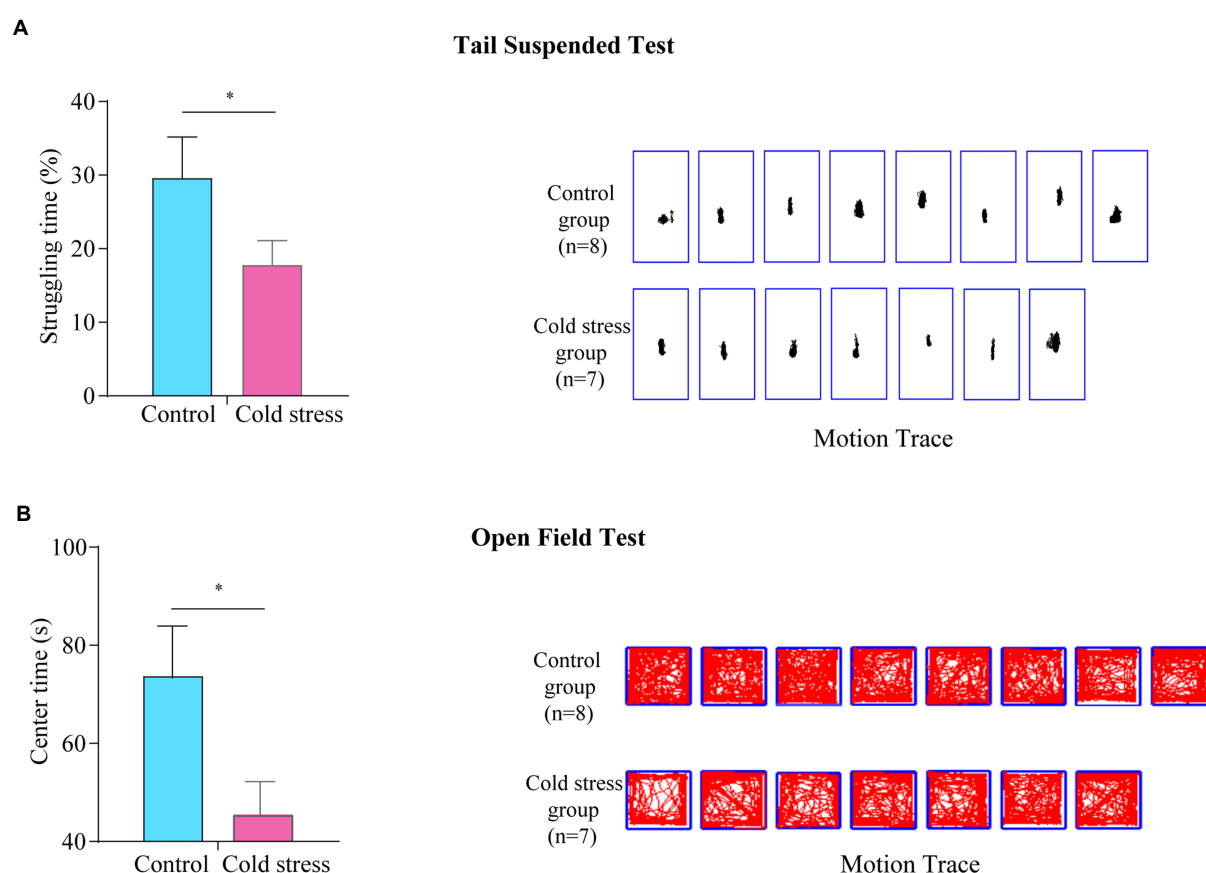 A
Tail Suspended Test
40
30
20
10
0
Struggling time (%)
*
Control
Cold stress
Control
group
(n=8)
Cold stress
group
(n=7)
Motion Trace
B
Open Field Test
100
80
60
40
Center time (s)
*
Control
Cold stress
Control
group
(n=8)
Cold stress
group
(n=7)
Motion Trace